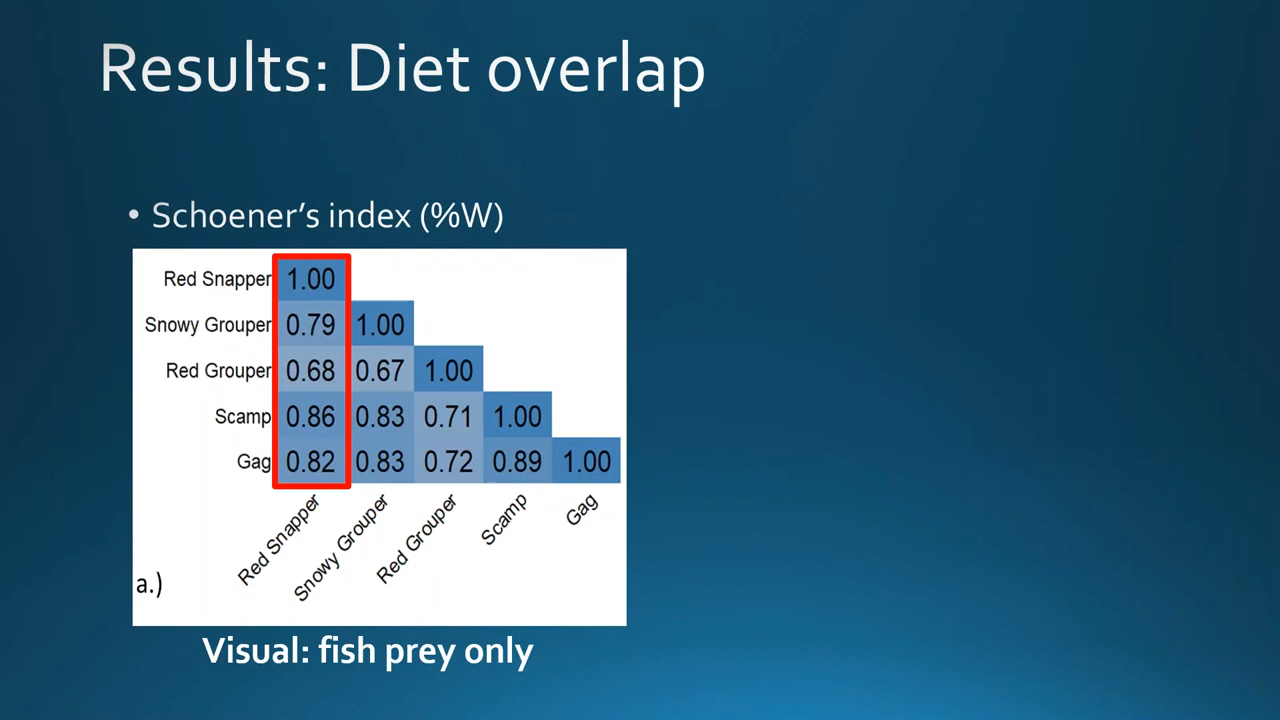 Results: Diet overlap
• Schoener's index (%W)
Red Snapper 1.00
Snowy Grouper 0.79 1.00
Red Grouper 0.68 0.67 1.00
Scamp 0.86 0.83 0.71 1.00
Gag 0.82 0.83 0.72 0.89 1.00
Red Snapper
Snowy Grouper
Red Grouper
Scamp
Gag
a.)
Visual: fish prey only